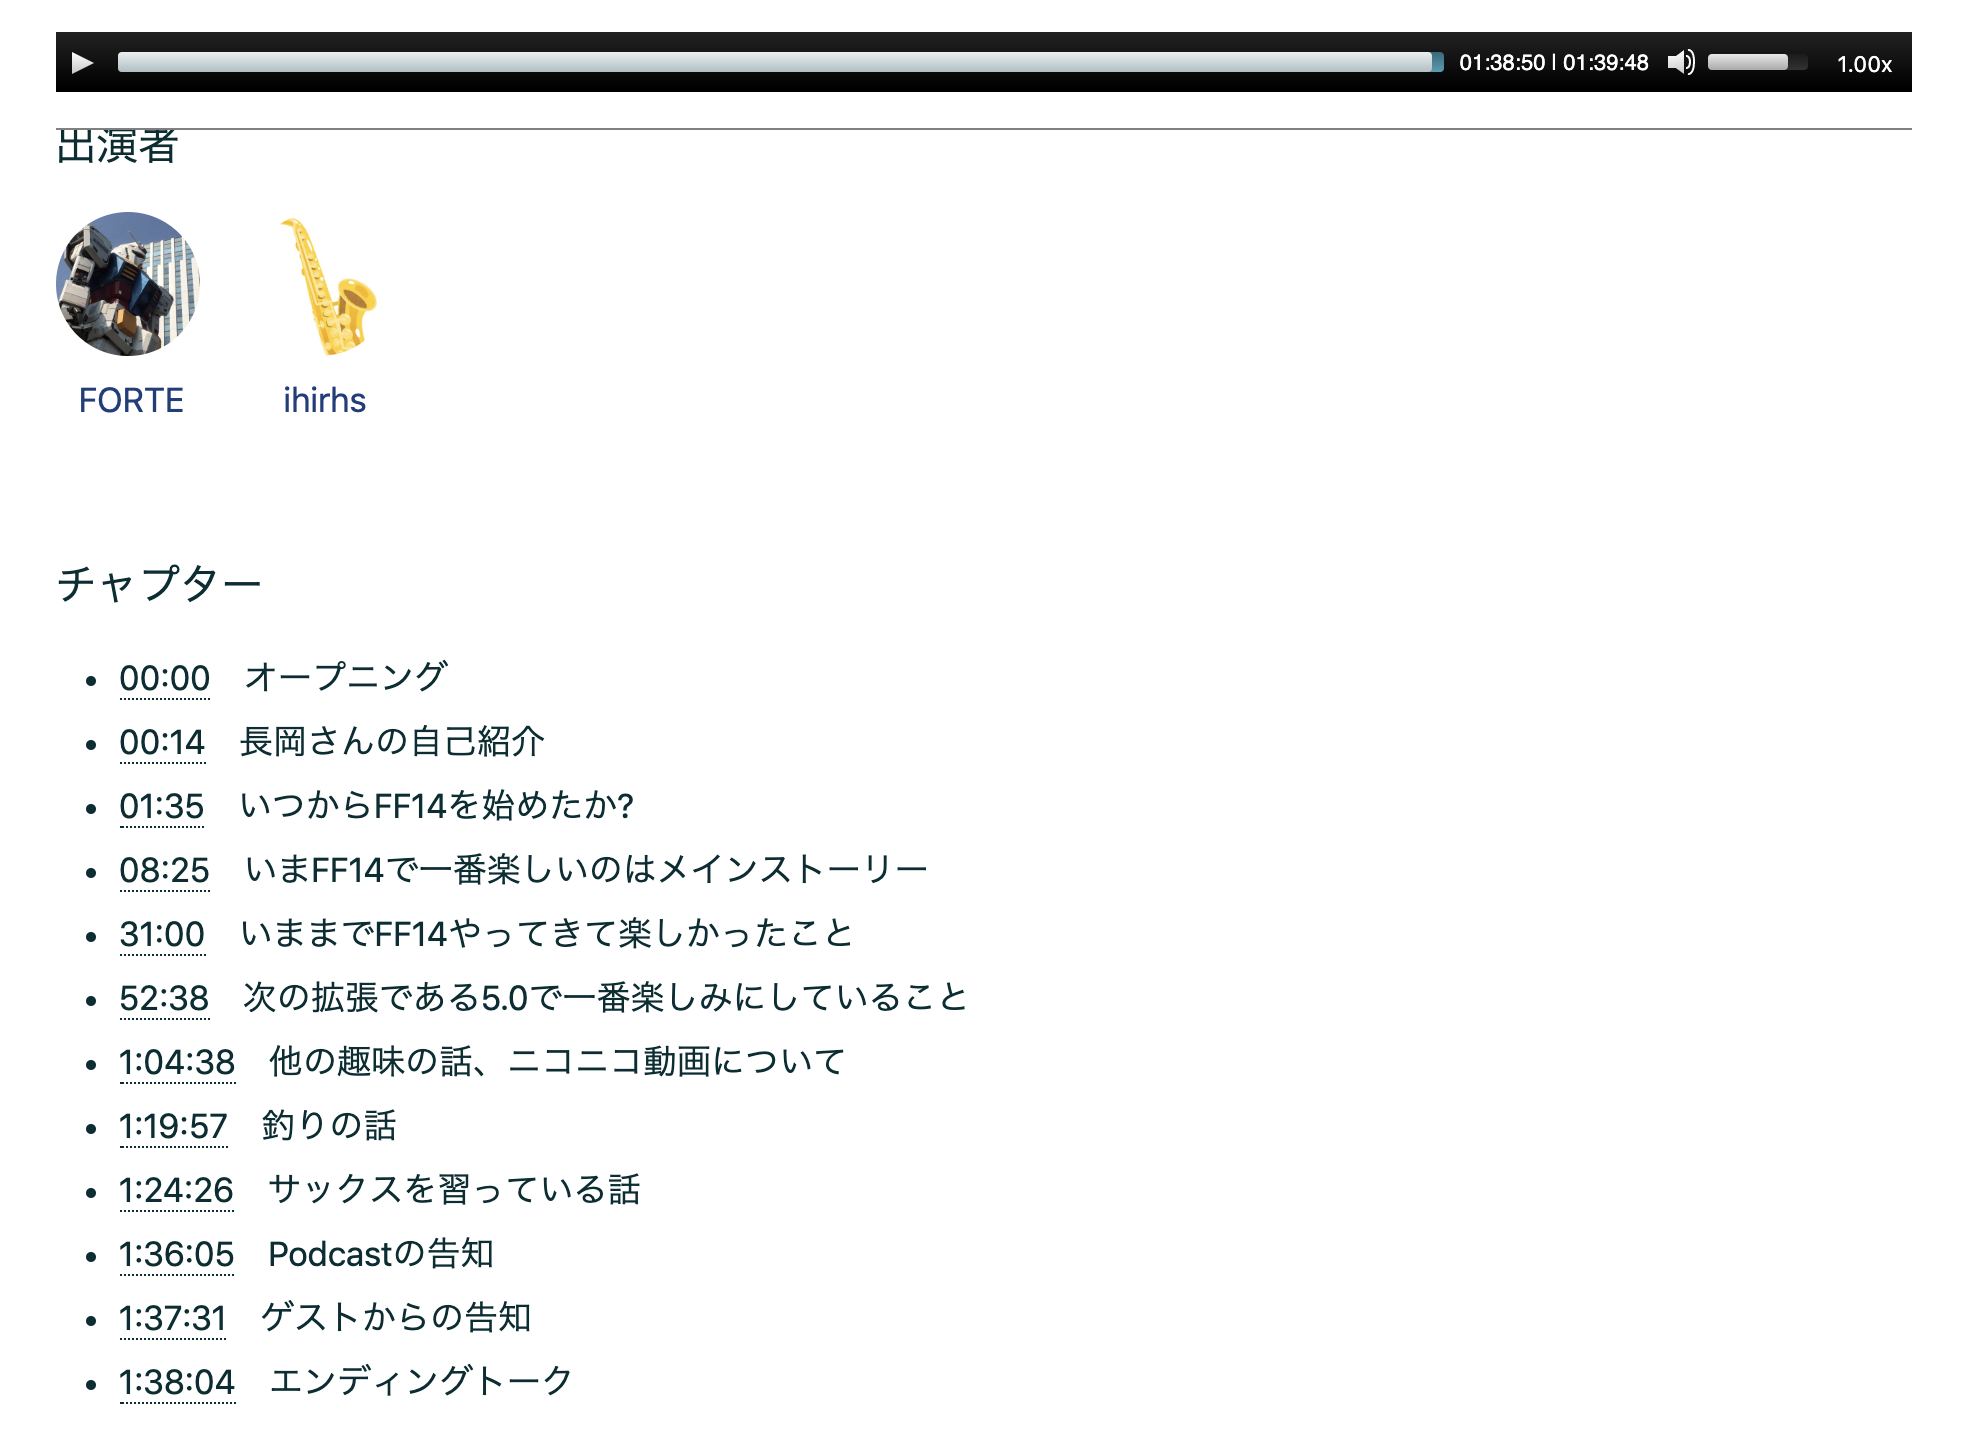 01:38:50 | 01:39:48 1.00x
出演者
FORTE ihirhs
チャプター
00:00 オープニング
00:14 長岡さんの自己紹介
01:35 いつからFF14を始めたか?
08:25 いまFF14で一番楽しいのはメインストーリー
31:00 いままでFF14やってきて楽しかったこと
52:38 次の拡張である5.0で一番楽しみにしていること
1:04:38 他の趣味の話、ニコニコ動画について
1:19:57 釣りの話
1:24:26 サックスを習っている話
1:36:05 Podcastの告知
1:37:31 ゲストからの告知
1:38:04 エンディングトーク